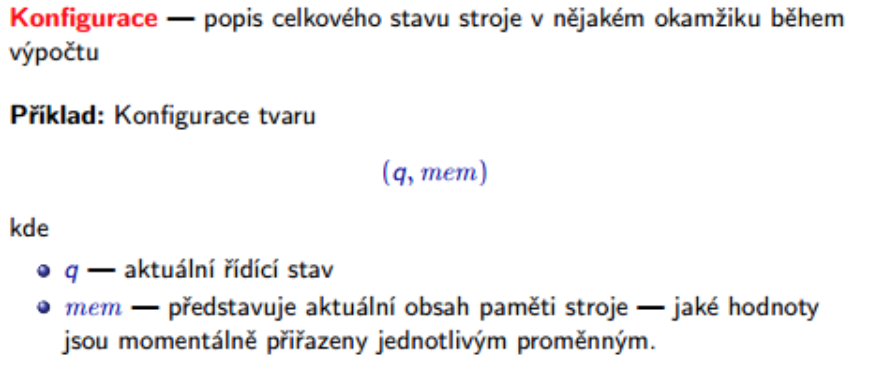 Konfigurace — popis celkového stavu stroje v nějakém okamžiku během
výpočtu
Příklad: Konfigurace tvaru
(q, mem)
kde
q — aktuální řídící stav
mem — představuje aktuální obsah paměti stroje — jaké hodnoty
jsou momentálně přiřazeny jednotlivým proměnným.